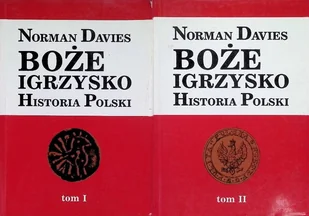 Norman Davies
BOŻE
IGRZYSKO
Historia Polski
tom I
Norman Davies
BOŻE
IGRZYSKO
Historia Polski
tom II